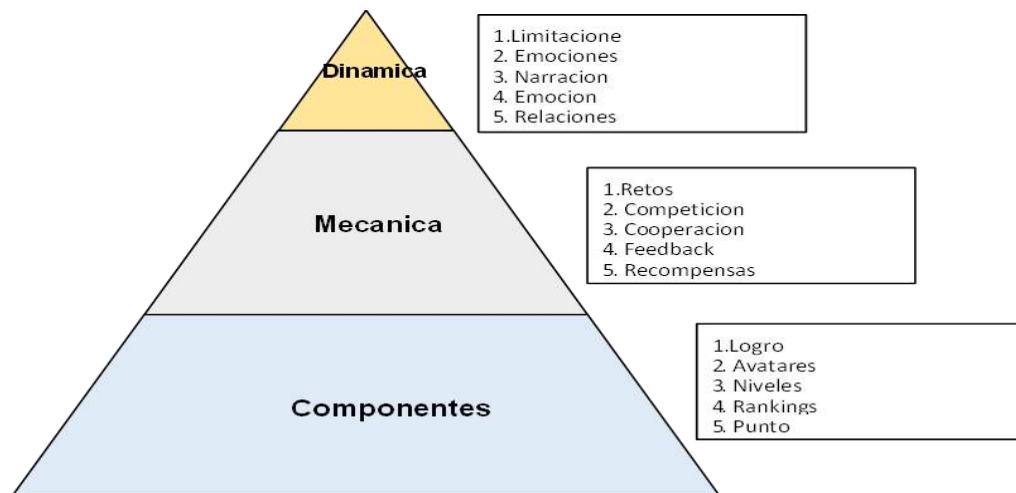 Dinamica
1.Limitacione
2. Emociones
3. Narracion
4. Emocion
5. Relaciones
Mecanica
1.Retos
2. Competicion
3. Cooperacion
4. Feedback
5. Recompensas
Componentes
1.Logro
2. Avatares
3. Niveles
4. Rankings
5. Punto